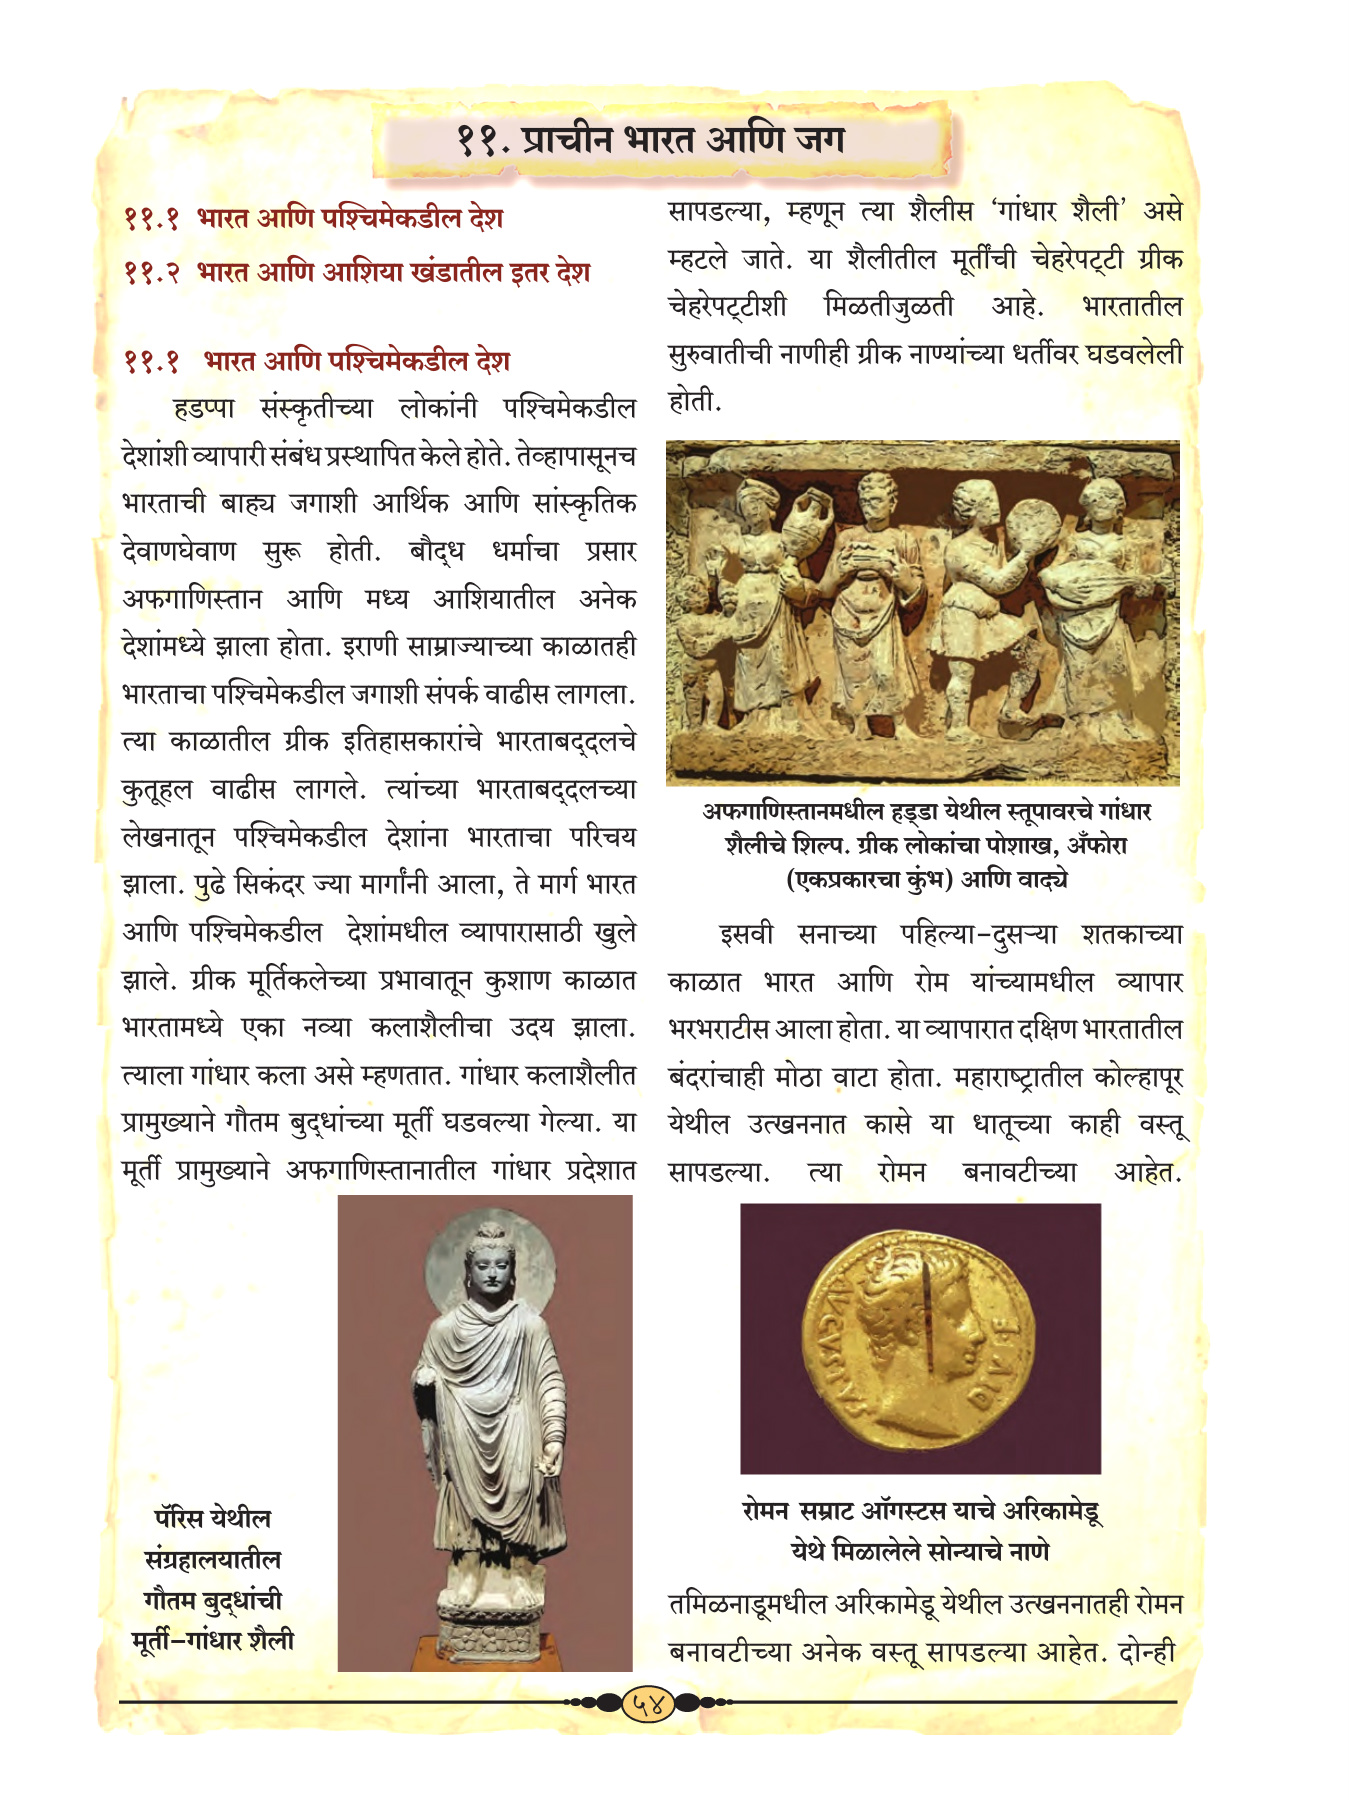 ११. प्राचीन भारत आणि जग
११.१ भारत आणि पश्चिमेकडील देश
११.२ भारत आणि आशिया खंडातील इतर देश
११.१ भारत आणि पश्चिमेकडील देश
हडप्पा संस्कृतीच्या लोकांनी पश्चिमेकडील
देशांशी व्यापारी संबंध प्रस्थापित केले होते. तेव्हापासूनच
भारताची बाह्य जगाशी आर्थिक आणि सांस्कृतिक
देवाणघेवाण सुरू होती. बौद्ध धर्माचा प्रसार
अफगाणिस्तान आणि मध्य आशियातील अनेक
देशांमध्ये झाला होता. इराणी साम्राज्याच्या काळातही
भारताचा पश्चिमेकडील जगाशी संपर्क वाढीस लागला.
त्या काळातील ग्रीक इतिहासकारांचे भारताबद्दलचे
कुतूहल वाढीस लागले. त्यांच्या भारताबद्दलच्या
लेखनातून पश्चिमेकडील देशांना भारताचा परिचय
झाला. पुढे सिकंदर ज्या मार्गांनी आला, ते मार्ग भारत
आणि पश्चिमेकडील देशांमधील व्यापारासाठी खुले
झाले. ग्रीक मूर्तिकलेच्या प्रभावातून कुशाण काळात
भारतामध्ये एका नव्या कलाशैलीचा उदय झाला.
त्याला गांधार कला असे म्हणतात. गांधार कलाशैलीत
प्रामुख्याने गौतम बुद्धांच्या मूर्ती घडवल्या गेल्या. या
मूर्ती प्रामुख्याने अफगाणिस्तानातील गांधार प्रदेशात
पॅरिस येथील
संग्रहालयातील
गौतम बुद्धांची
मूर्ती-गांधार शैली
सापडल्या, म्हणून त्या शैलीस ‘गांधार शैली’ असे
म्हटले जाते. या शैलीतील मूर्तींची चेहरेपट्टी ग्रीक
चेहरेपट्टीशी मिळतीजुळती आहे. भारतातील
सुरुवातीची नाणीही ग्रीक नाण्यांच्या धर्तीवर घडवलेली
होती.
अफगाणिस्तानमधील हड्डा येथील स्तूपावरचे गांधार
शैलीचे शिल्प. ग्रीक लोकांचा पोशाख, अँफोरा
(एकप्रकारचा कुंभ) आणि वाद्ये
इसवी सनाच्या पहिल्या-दुसऱ्या शतकाच्या
काळात भारत आणि रोम यांच्यामधील व्यापार
भरभराटीस आला होता. या व्यापारात दक्षिण भारतातील
बंदरांचाही मोठा वाटा होता. महाराष्ट्रातील कोल्हापूर
येथील उत्खननात कासे या धातूच्या काही वस्तू
सापडल्या. त्या रोमन बनावटीच्या आहेत.
AVGVSTVS
DIVI F
रोमन सम्राट ऑगस्टस याचे अरिकामेडू
येथे मिळालेले सोन्याचे नाणे
तमिळनाडूमधील अरिकामेडू येथील उत्खननातही रोमन
बनावटीच्या अनेक वस्तू सापडल्या आहेत. दोन्ही
५४